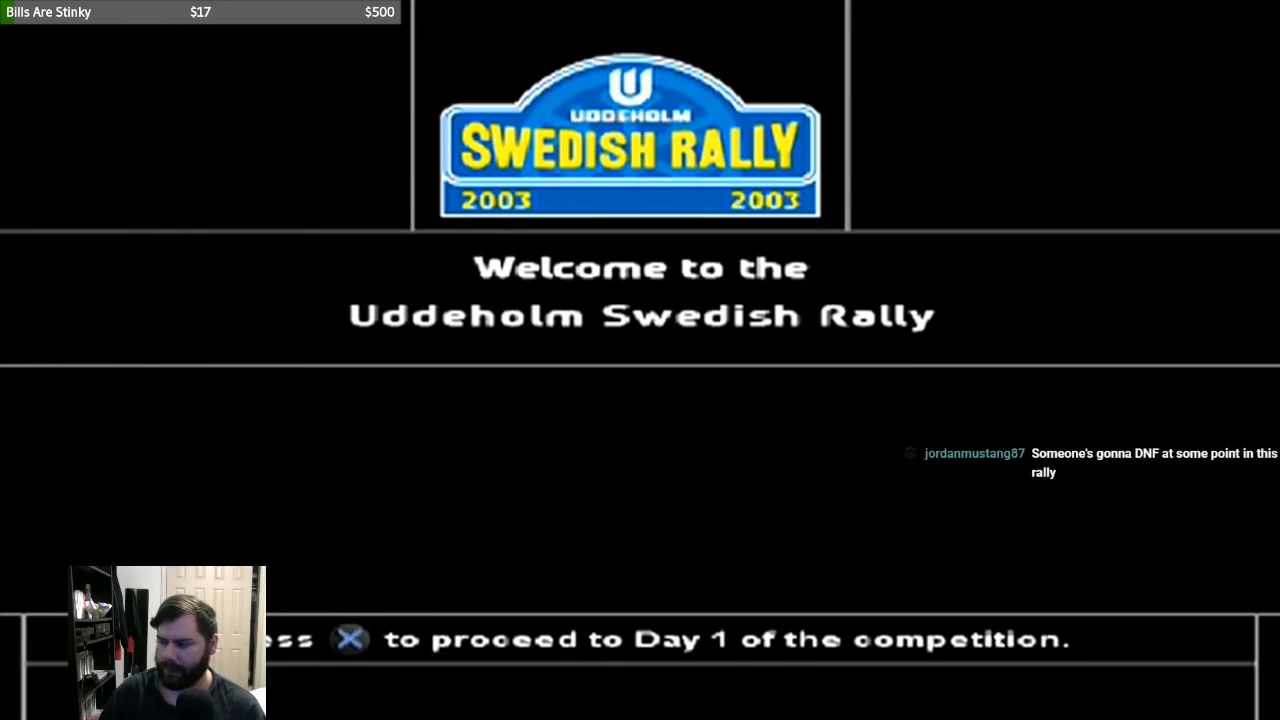 Bills Are Stinky $17 $500
UDDEHOLM
SWEDISH RALLY
2003 2003
Welcome to the
Uddeholm Swedish Rally
jordanmustang87 Someone's gonna DNF at some point in this
rally
ess to proceed to Day 1 of the competition.